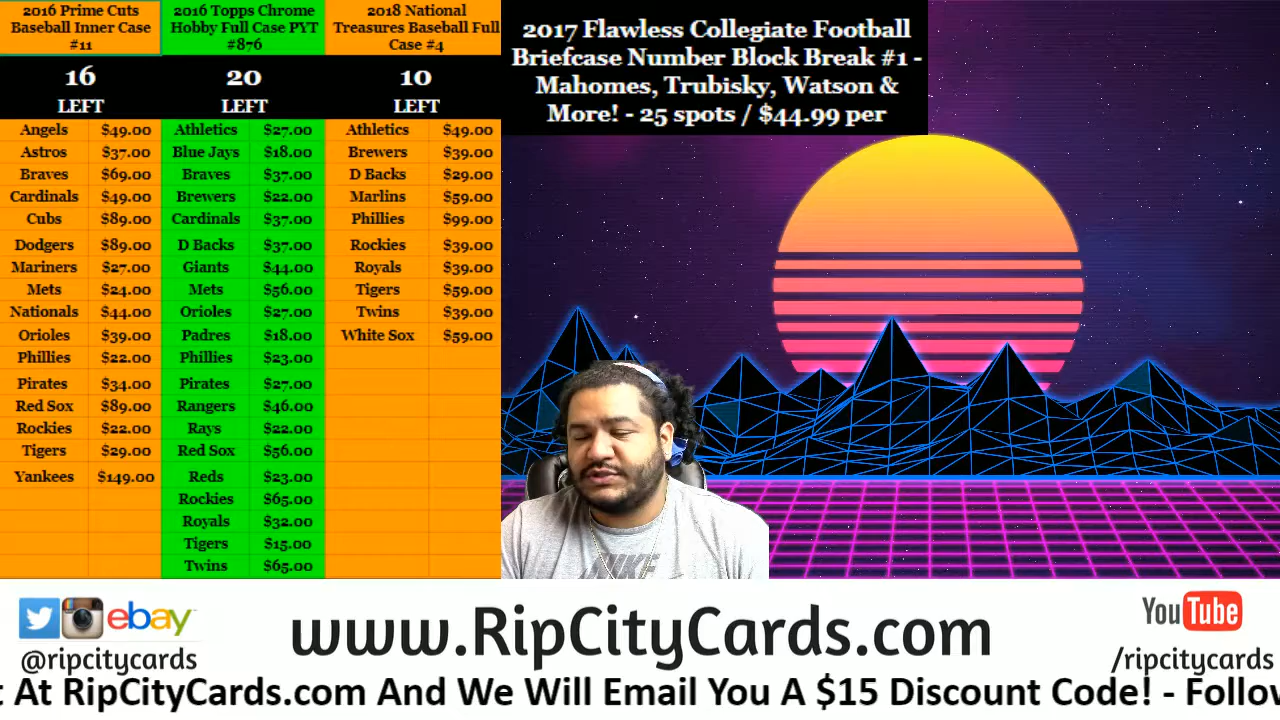 2016 Prime Cuts
Baseball Inner Case
#11
16
LEFT
Angels $49.00
Astros $37.00
Braves $69.00
Cardinals $49.00
Cubs $89.00
Dodgers $89.00
Mariners $27.00
Mets $24.00
Nationals $44.00
Orioles $39.00
Phillies $22.00
Pirates $34.00
Red Sox $89.00
Rockies $22.00
Tigers $29.00
Yankees $149.00
2016 Topps Chrome
Hobby Full Case PYT
#876
20
LEFT
Athletics $27.00
Blue Jays $18.00
Braves $37.00
Brewers $22.00
Cardinals $37.00
D Backs $37.00
Giants $44.00
Mets $56.00
Orioles $27.00
Padres $18.00
Phillies $23.00
Pirates $27.00
Rangers $46.00
Rays $22.00
Red Sox $56.00
Reds $23.00
Rockies $65.00
Royals $32.00
Tigers $15.00
Twins $65.00
2018 National
Treasures Baseball Full
Case #4
10
LEFT
Athletics $49.00
Brewers $39.00
D Backs $29.00
Marlins $59.00
Phillies $99.00
Rockies $39.00
Royals $39.00
Tigers $59.00
Twins $39.00
White Sox $59.00
2017 Flawless Collegiate Football
Briefcase Number Block Break #1 -
Mahomes, Trubisky, Watson &
More! - 25 spots / $44.99 per
NIKE
ebay
@ripcitycards
www.RipCityCards.com
YouTube
/ripcitycards
t At RipCityCards.com And We Will Email You A $15 Discount Code! - Follow